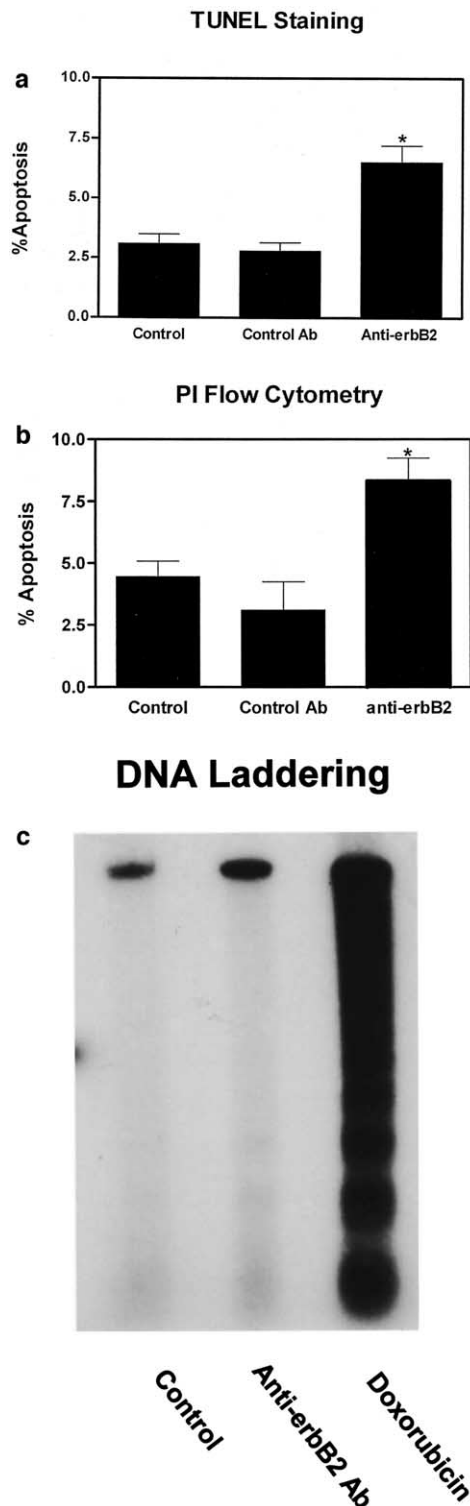 TUNEL Staining
a
%Apoptosis
10.0
7.5
5.0
2.5
0.0
*
Control Control Ab Anti-erbB2
PI Flow Cytometry
b
% Apoptosis
10.0
7.5
5.0
2.5
0.0
*
Control Control Ab anti-erbB2
DNA Laddering
c
Control
Anti-erbB2 Ab
Doxorubicin